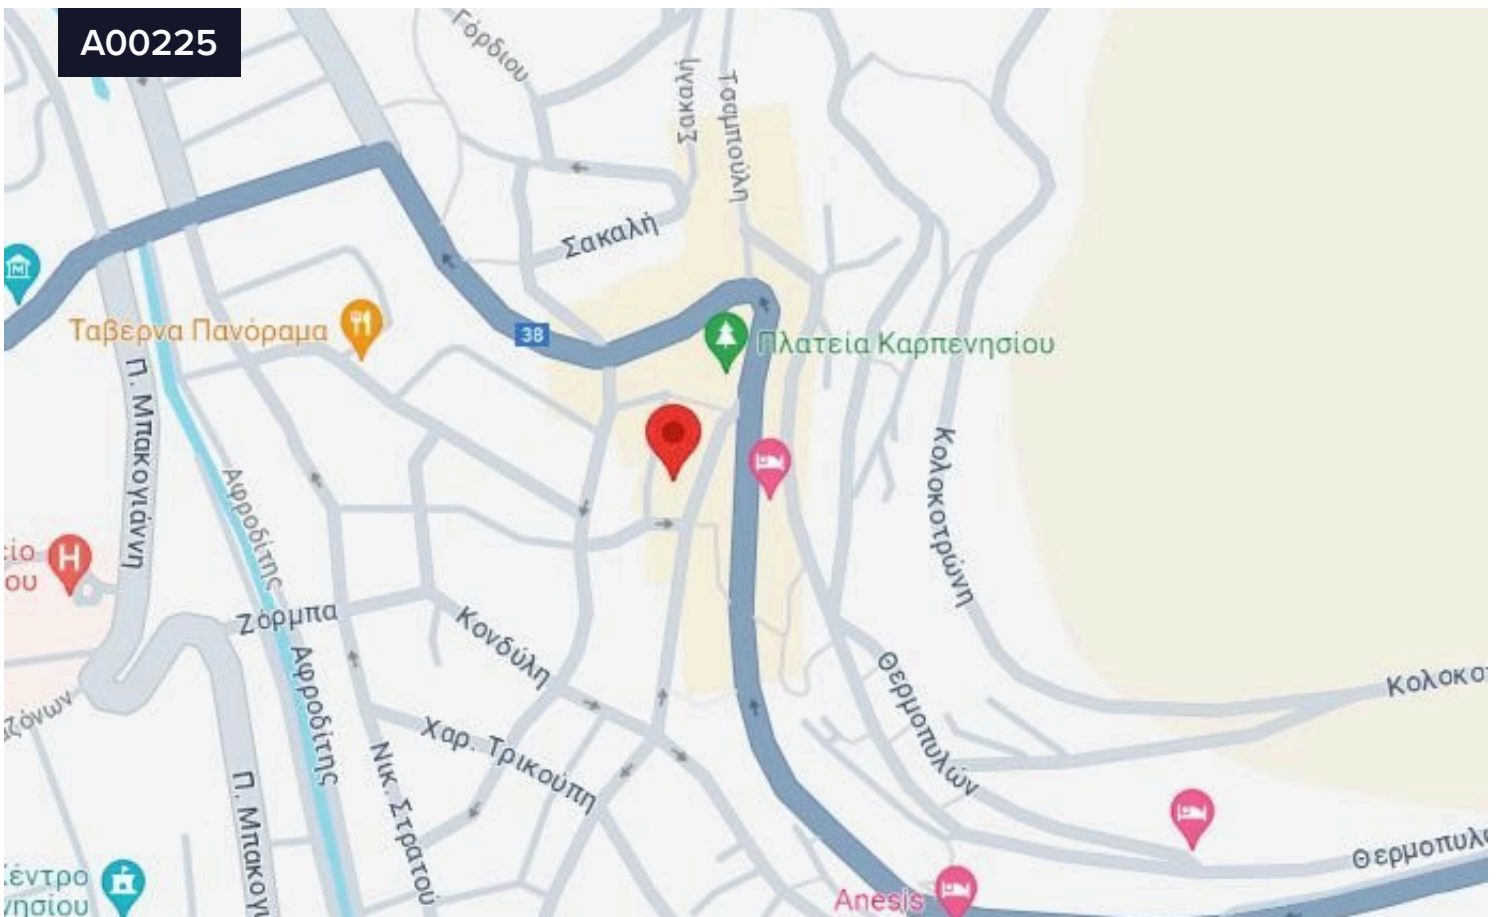 A00225
Γόρδιου
Σακαλή
Τσαμπούλη
Σακαλή
Ταβέρνα Πανόραμα
38
Πλατεία Καρπενησίου
Π. Μπακογιάννη
Αφροδίτης
Κολοκοτρώνη
H
Ζόρμπα
Κονδύλη
Αφροδίτης
Θερμοπυλών
Χαρ. Τρικούπη
Νικ. Στρατού
Anesis